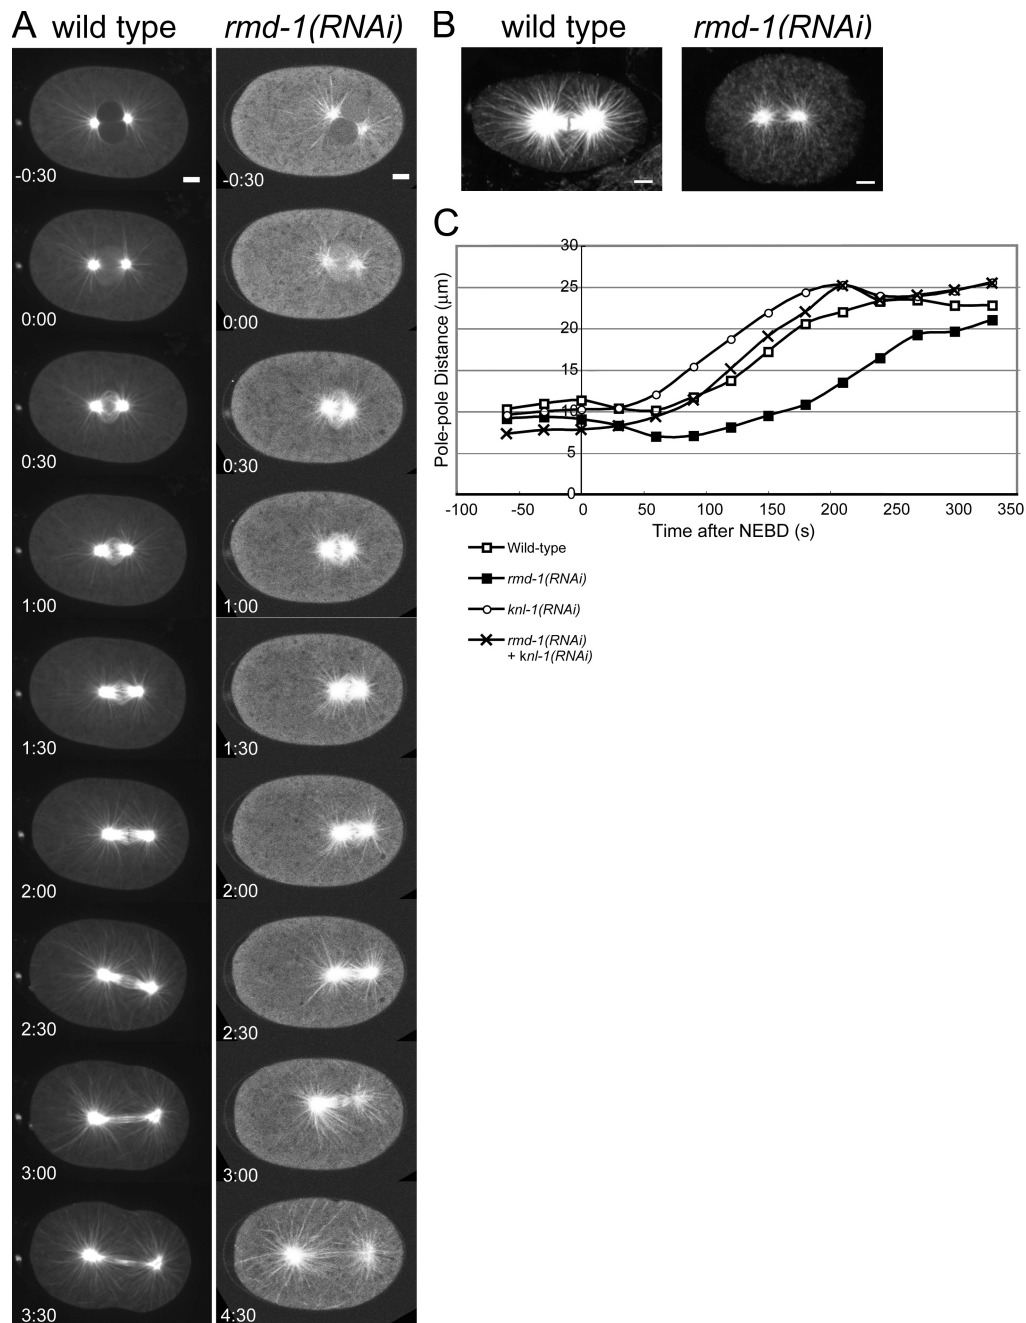 A wild type rmd-1(RNAi)
B wild type rmd-1(RNAi)
-0:30 -0:30
0:00 0:00
0:30 0:30
1:00 1:00
1:30 1:30
2:00 2:00
2:30 2:30
3:00 3:00
3:30 4:30
C
30
25
20
15
10
5
0
Pole-pole Distance (μm)
-100 -50 0 50 100 150 200 250 300 350
Time after NEBD (s)
Wild-type
rmd-1(RNAi)
knl-1(RNAi)
rmd-1(RNAi)
+ knl-1(RNAi)